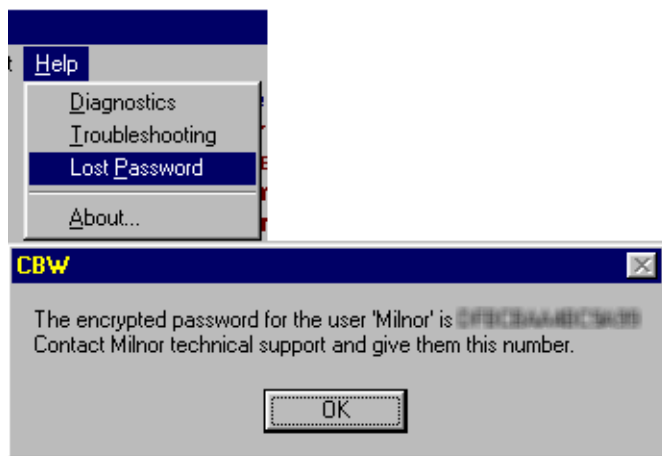 t Help
Diagnostics
Troubleshooting
Lost Password
About...
CBW
The encrypted password for the user 'Milnor' is
Contact Milnor technical support and give them this number.
OK